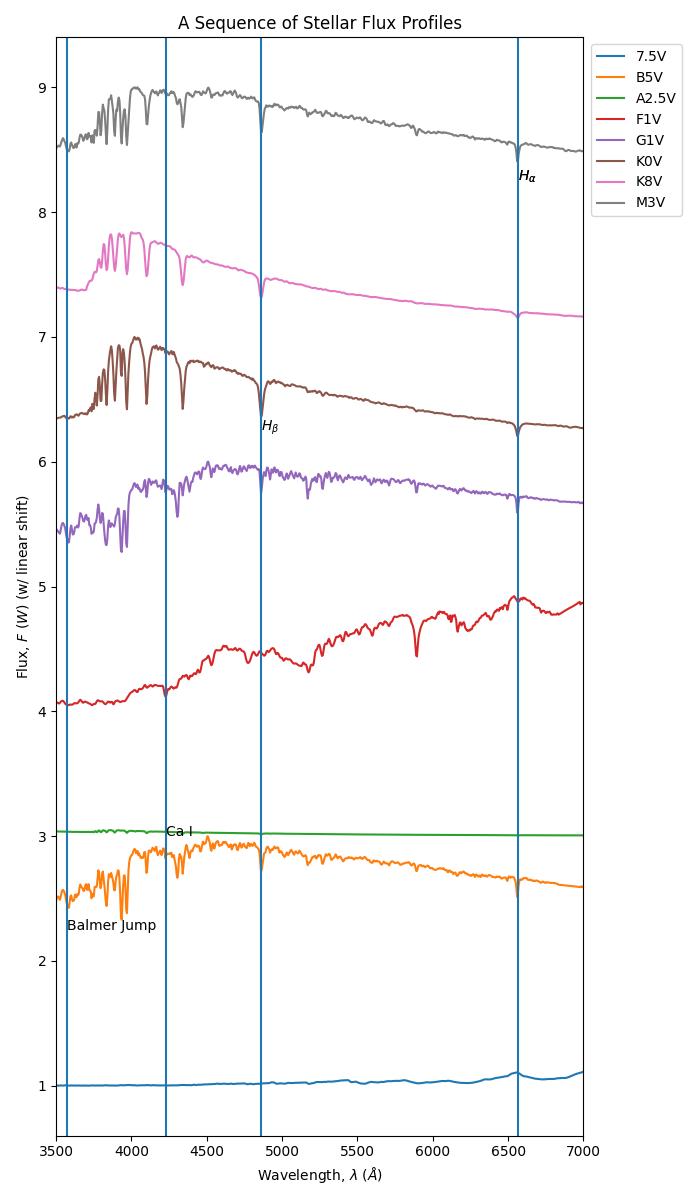 A Sequence of Stellar Flux Profiles
7.5V
B5V
A2.5V
F1V
G1V
K0V
K8V
M3V
9
8
7
6
5
4
3
2
1
Flux, F (W) (w/ linear shift)
Hα
Hβ
Ca I
Balmer Jump
3500 4000 4500 5000 5500 6000 6500 7000
Wavelength, λ (Å)